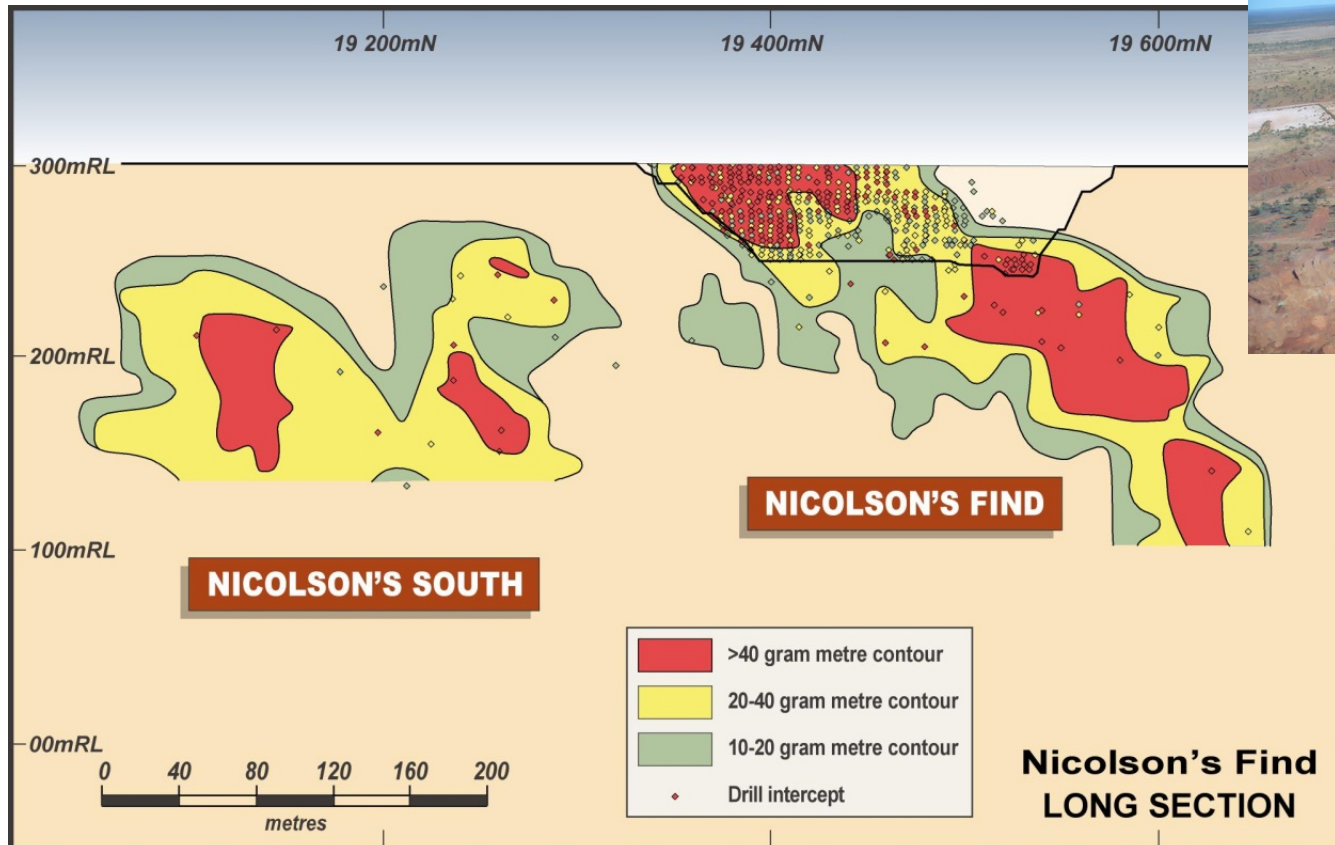 19 200mN
19 400mN
19 600mN
300mRL
200mRL
100mRL
00mRL
NICOLSON'S FIND
NICOLSON'S SOUTH
>40 gram metre contour
20-40 gram metre contour
10-20 gram metre contour
Drill intercept
0 40 80 120 160 200
metres
Nicolson's Find
LONG SECTION